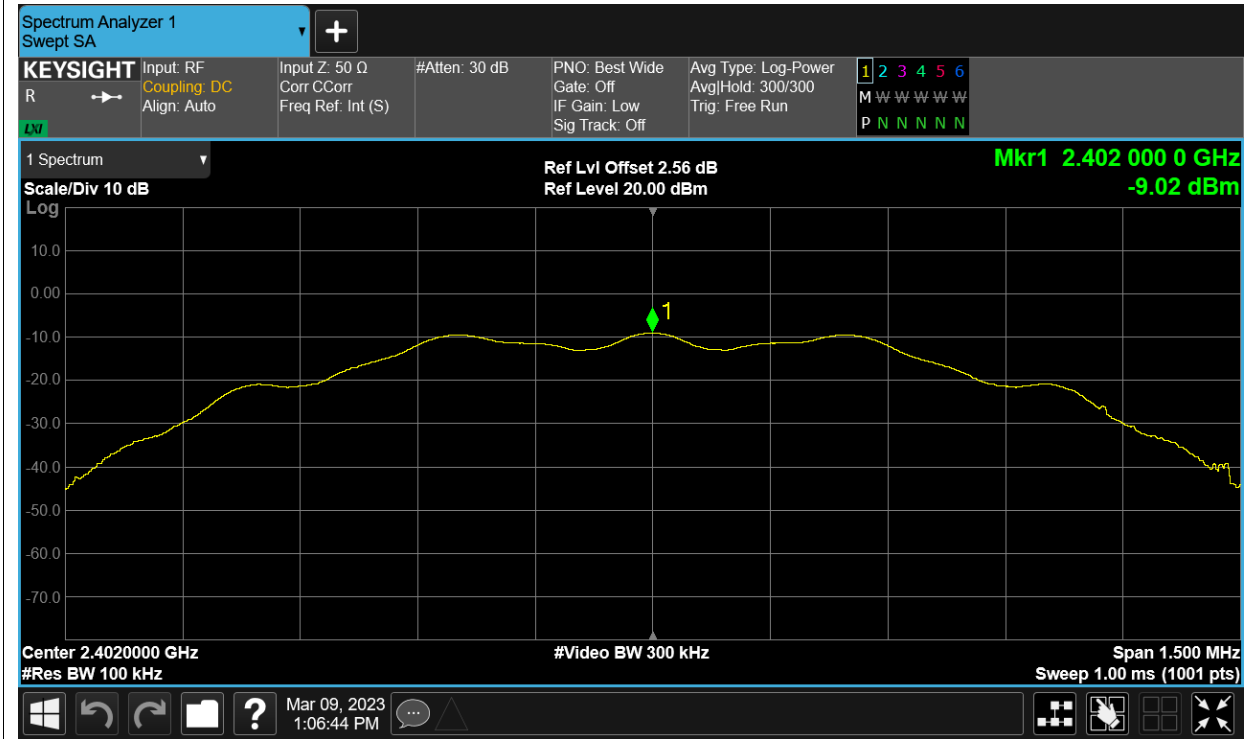 Spectrum Analyzer 1
Swept SA
KEYSIGHT
R
LXI
Input: RF
Coupling: DC
Align: Auto
Input Z: 50 Ω
Corr CCorr
Freq Ref: Int (S)
#Atten: 30 dB
PNO: Best Wide
Gate: Off
IF Gain: Low
Sig Track: Off
Avg Type: Log-Power
Avg|Hold: 300/300
Trig: Free Run
1 2 3 4 5 6
M W W W W W
P N N N N N
1 Spectrum
Scale/Div 10 dB
Log
Ref Lvl Offset 2.56 dB
Ref Level 20.00 dBm
Mkr1 2.402 000 0 GHz
-9.02 dBm
10.0
0.00
1
-10.0
-20.0
-30.0
-40.0
-50.0
-60.0
-70.0
Center 2.4020000 GHz
#Video BW 300 kHz
Span 1.500 MHz
#Res BW 100 kHz
Sweep 1.00 ms (1001 pts)
?
Mar 09, 2023
1:06:44 PM